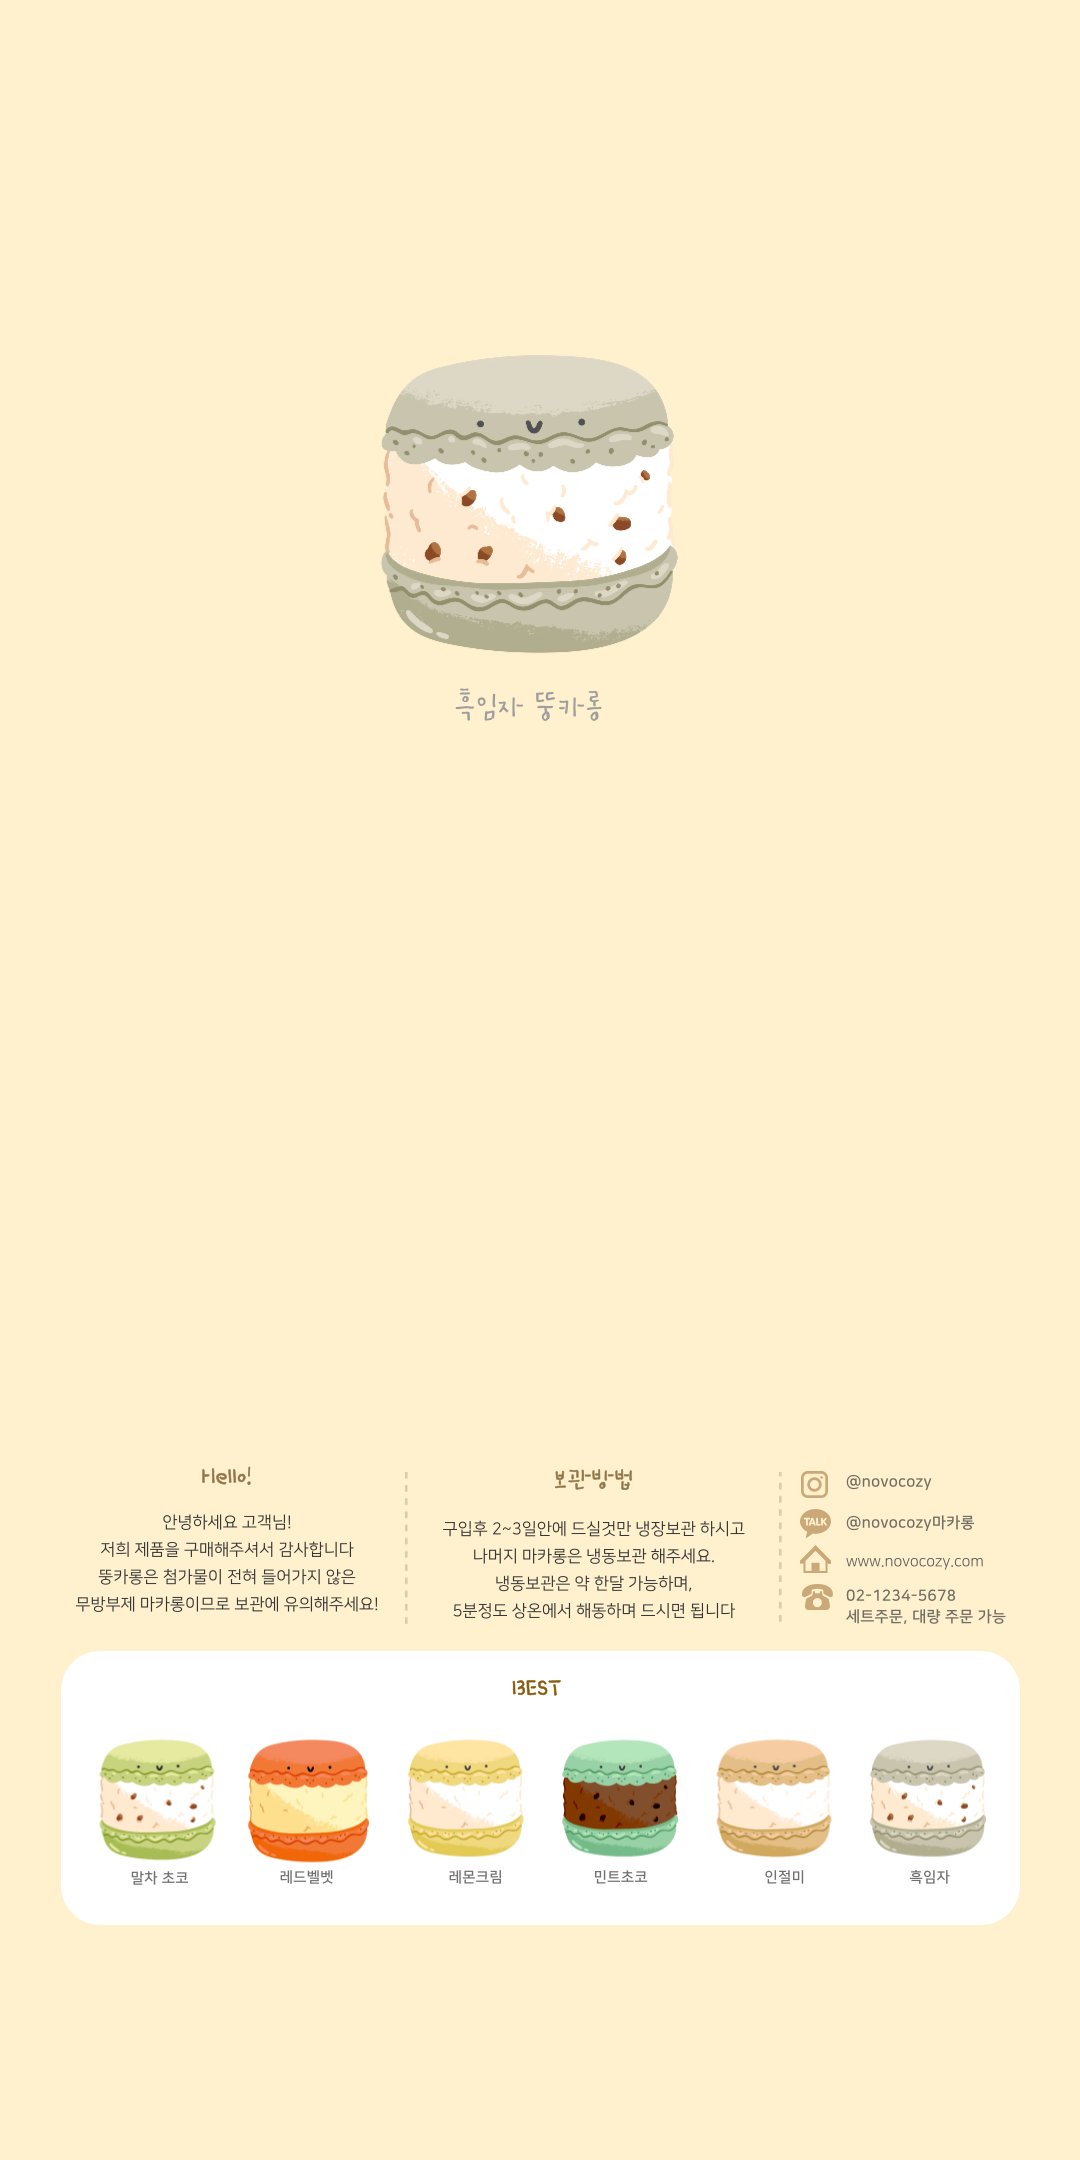 흑임자 뚱카롱
Hello!
안녕하세요 고객님!
저희 제품을 구매해주셔서 감사합니다
뚱카롱은 첨가물이 전혀 들어가지 않은
무방부제 마카롱이므로 보관에 유의해주세요!
보관방법
구입후 2~3일안에 드실것만 냉장보관 하시고
나머지 마카롱은 냉동보관 해주세요.
냉동보관은 약 한달 가능하며,
5분정도 상온에서 해동하며 드시면 됩니다
@novocozy
TALK @novocozy마카롱
www.novocozy.com
02-1234-5678
세트주문, 대량 주문 가능
BEST
말차 초코 레드벨벳 레몬크림 민트초코 인절미 흑임자